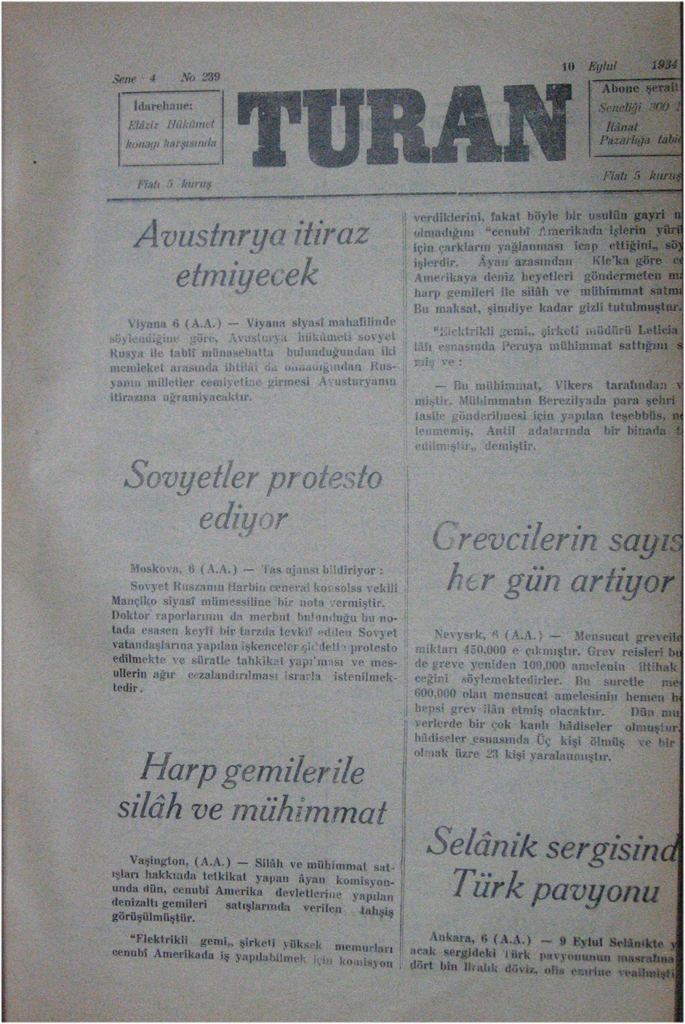 Sene 4 No 239
10 Eylul 1934
İdarehane:
Elâziz Hükûmet
konagı karşısında
Fiatı 5 kuruş
TURAN
Abone şerait
Seneliği 300
İlânat
Pazarlığa tabi
Fiatı 5 kuruş
Avustnrya itiraz
etmiyecek
Viyana 6 (A.A.) — Viyana siyasî mahafilinde
söylendiğine göre, Avusturya hükûmeti sovyet
Rusya ile tabiî münasebatta bulunduğundan iki
memleket arasında ihtilâf da olmadığından Rus-
yanın milletler cemiyetine girmesi Avusturyanın
itirazına uğramıyacaktır.
Sovyetler protesto
ediyor
Moskova, 6 (A.A.) — Tas ajansı bildiriyor :
Sovyet Rusyanın Harbin ceneral konsolss vekili
Mançiko siyasî mümessiline bir nota vermiştir.
Doktor raporlarının da merbut bulunduğu bu no-
tada esasen keyfî bir tarzda tevkif edilen Sovyet
vatandaşlarına yapılan işkenceler şiddetle protesto
edilmekte ve süratle tahkikat yapılması ve mes-
ullerin ağır cezalandırılması israrla istenilmek-
tedir.
Harp gemilerile
silâh ve mühimmat
Vaşington, (A.A.) — Silâh ve mühimmat sat-
ışları hakkında tetkikat yapan âyan komisyon-
unda dün, cenubî Amerika devletlerine yapılan
denizaltı gemileri satışlarında verilen tahsis
görüşülmüştür.
"Elektrikli gemi„ şirketi yüksek memurları
cenubî Amerikada iş yapılabilmek için komisyon
verdiklerini, fakat böyle bir usulün gayri
olmadığını "cenubî Amerikada işlerin yürü
için çarkların yağlanması icap ettiğini„ söy
işlerdir. Âyan azasından Kle'ka göre
Amerikaya deniz heyetleri göndermeten
harp gemileri ile silâh ve mühimmat satma
Bu maksat, şimdiye kadar gizli tutulmuştur.
"Elektrikli gemi„ şirketi müdürü Leticia
lâfı esnasında Peruya mühimmat sattığını
mış ve :
— Bu mühimmat, Vikers tarafından
miştir. Mühimmatın Berezilyada para şehri
tasile gönderilmesi için yapılan teşebbüs,
lenmemiş, Antil adalarında bir binada
edilmiştir„ demiştir.
Grevcilerin sayıs
her gün artiyor
Nevyork, 6 (A.A.) — Mensucat grevcile
miktarı 450.000 e çıkmıştır. Grev reisleri bu
de greve yeniden 100,000 amelenin iltihak
ceğini söylemektedirler. Bu suretle
600,000 olan mensucat amelesinin hemen
hepsi grev ilân etmiş olacaktır. Dün
yerlerde bir çok kanlı hâdiseler olmuştur.
hâdiseler esnasında Üç kişi ölmüş ve bir
olmak üzre 23 kişi yaralanmıştır.
Selânik sergisind
Türk pavyonu
Ankara, 6 (A.A.) — 9 Eylul Selânikte
acak sergideki Türk pavyonunun masrafına
dört bin liralık döviz, ofis emrine veailmişti